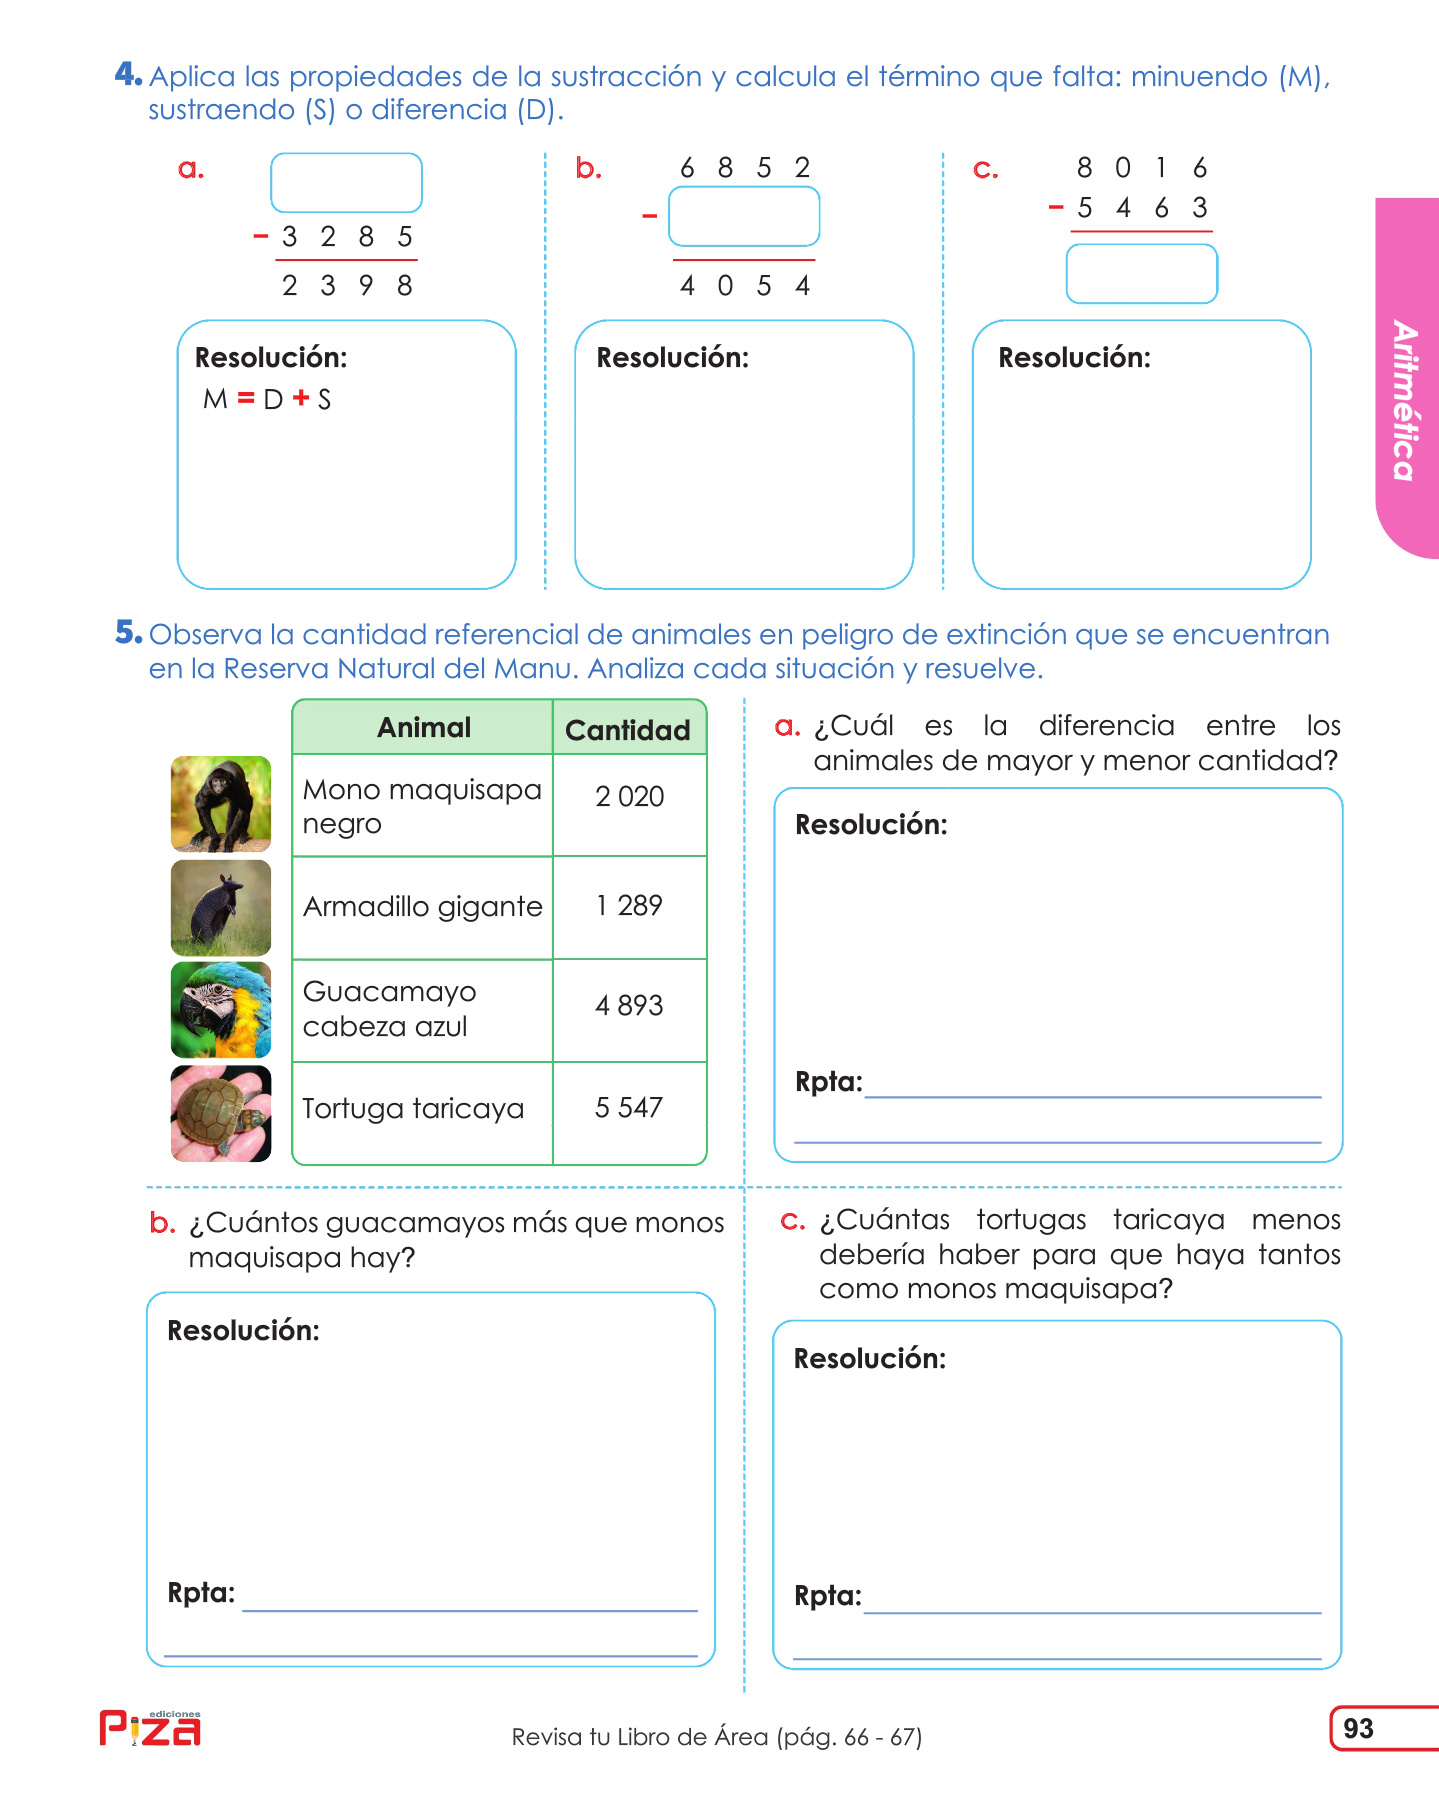 4. Aplica las propiedades de la sustracción y calcula el término que falta: minuendo (M),
sustraendo (S) o diferencia (D).
a.
- 3 2 8 5
2 3 9 8
Resolución:
M = D + S
b.
6 8 5 2
-
4 0 5 4
Resolución:
c.
8 0 1 6
- 5 4 6 3
Resolución:
Aritmética
5. Observa la cantidad referencial de animales en peligro de extinción que se encuentran
en la Reserva Natural del Manu. Analiza cada situación y resuelve.
Animal Cantidad
Mono maquisapa
negro
2 020
Armadillo gigante 1 289
Guacamayo
cabeza azul
4 893
Tortuga taricaya 5 547
a. ¿Cuál es la diferencia entre los
animales de mayor y menor cantidad?
Resolución:
Rpta:
b. ¿Cuántos guacamayos más que monos
maquisapa hay?
Resolución:
Rpta:
c. ¿Cuántas tortugas taricaya menos
debería haber para que haya tantos
como monos maquisapa?
Resolución:
Rpta:
ediciones
Piza
Revisa tu Libro de Área (pág. 66 - 67)
93